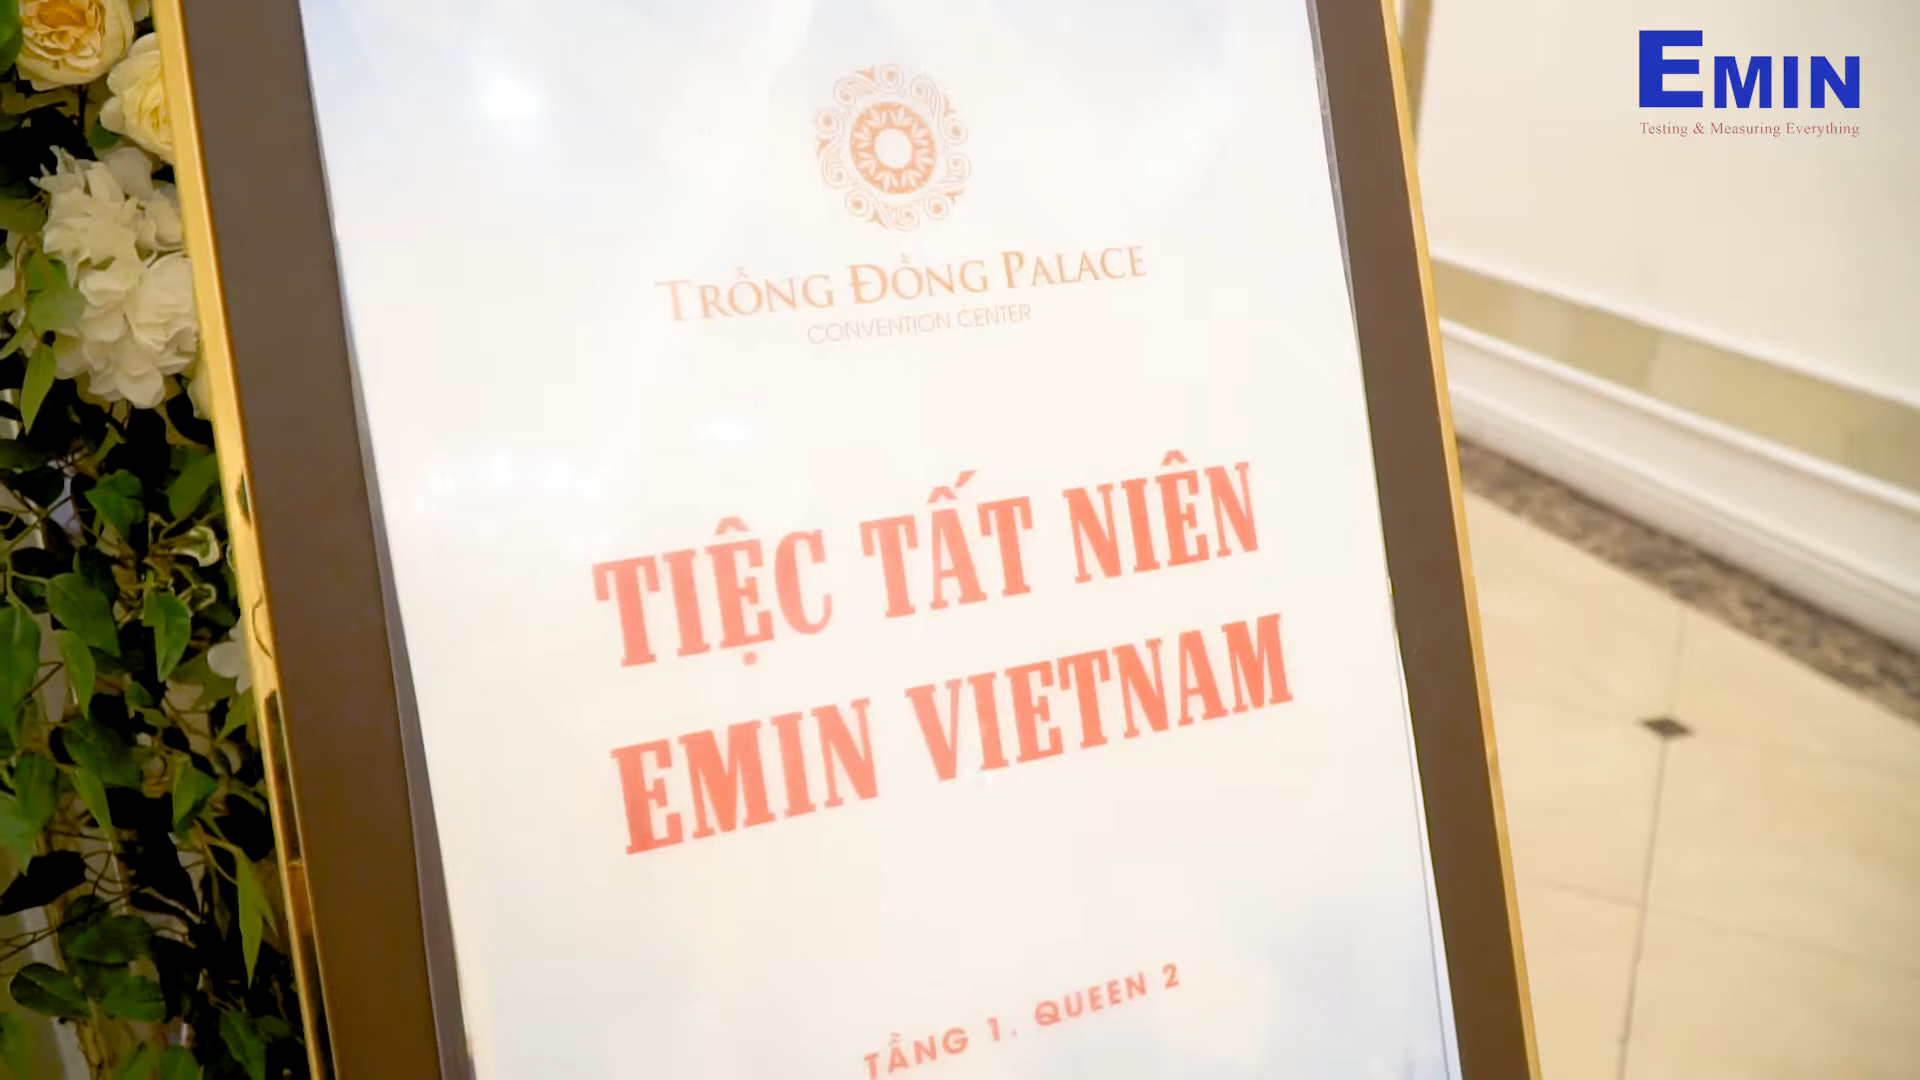 EMIN
Testing & Measuring Everything
TRỐNG ĐỒNG PALACE
CONVENTION CENTER
TIỆC TẤT NIÊN
EMIN VIETNAM
TẦNG 1. QUEEN 2